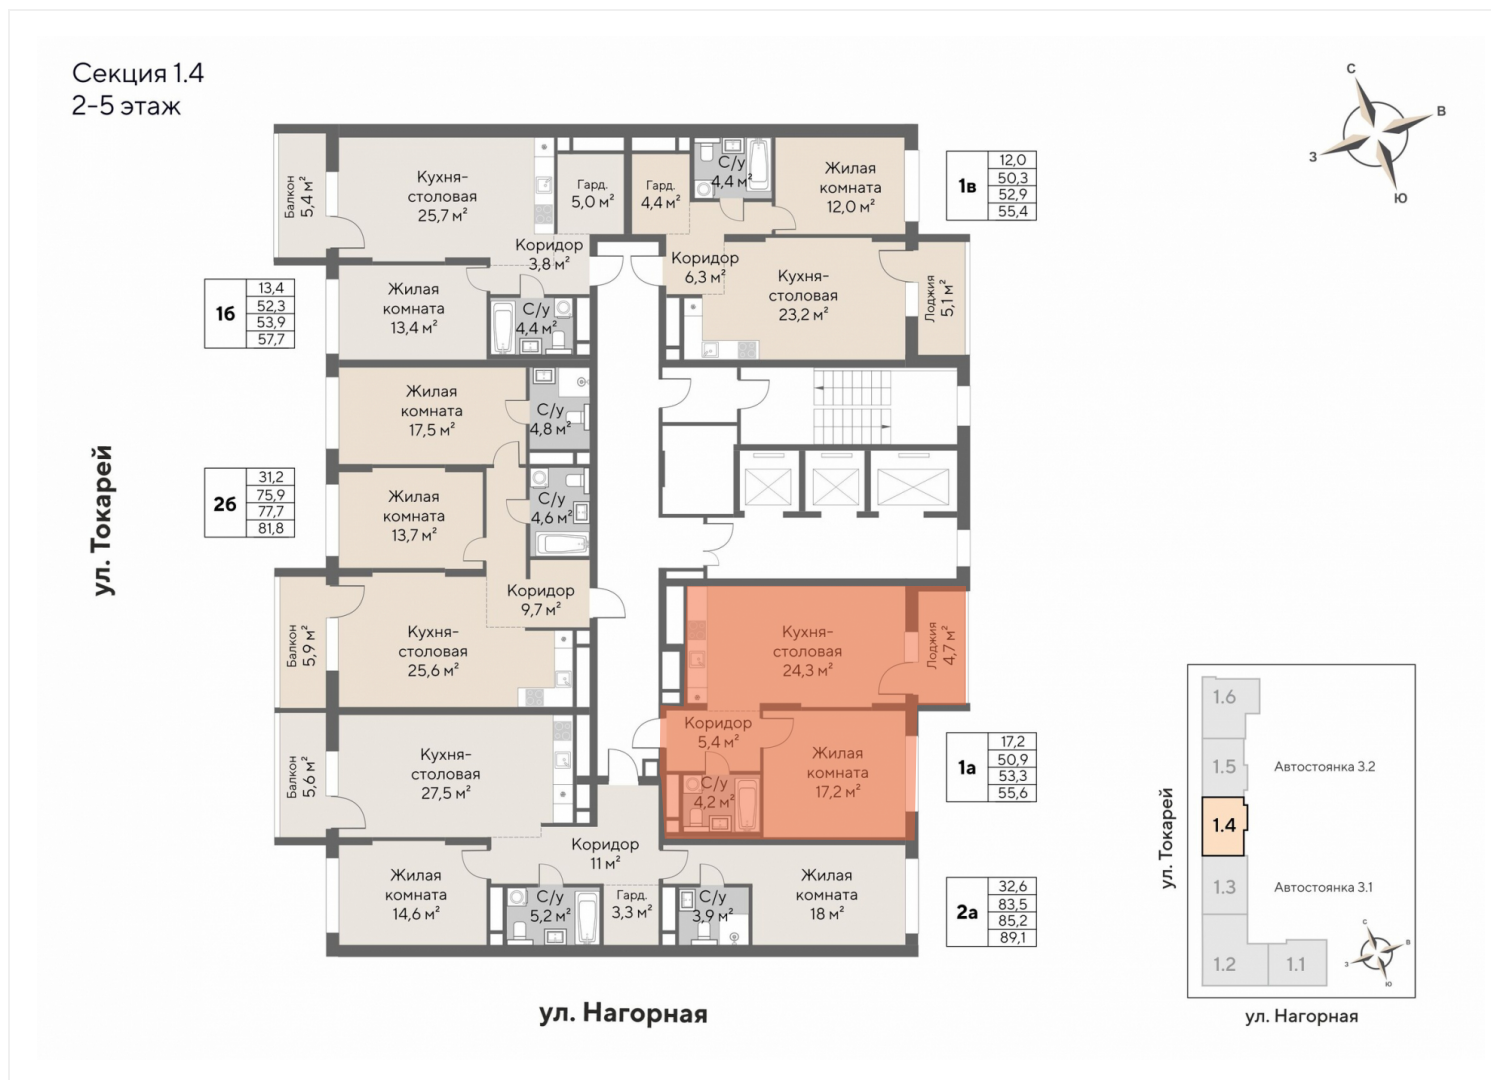 Секция 1.4
2-5 этаж
С
В
З
Ю
Балкон
5,4 м²
Кухня-
столовая
25,7 м²
Гард.
5,0 м²
Гард.
4,4 м²
С/у
4,4 м²
Жилая
комната
12,0 м²
1в
12,0
50,3
52,9
55,4
Коридор
3,8 м²
Коридор
6,3 м²
Кухня-
столовая
23,2 м²
Лоджия
5,1 м²
1б
13,4
52,3
53,9
57,7
Жилая
комната
13,4 м²
С/у
4,4 м²
Жилая
комната
17,5 м²
С/у
4,8 м²
ул. Токарей
2б
31,2
75,9
77,7
81,8
Жилая
комната
13,7 м²
С/у
4,6 м²
Коридор
9,7 м²
Балкон
5,9 м²
Кухня-
столовая
25,6 м²
Кухня-
столовая
24,3 м²
Лоджия
4,7 м²
Коридор
5,4 м²
Жилая
комната
17,2 м²
С/у
4,2 м²
1а
17,2
50,9
53,3
55,6
Балкон
5,6 м²
Кухня-
столовая
27,5 м²
Коридор
11 м²
Жилая
комната
14,6 м²
С/у
5,2 м²
Гард.
3,3 м²
С/у
3,9 м²
Жилая
комната
18 м²
2а
32,6
83,5
85,2
89,1
ул. Нагорная
1.6
1.5
Автостоянка 3.2
1.4
ул. Токарей
1.3
Автостоянка 3.1
1.2
1.1
С
В
З
Ю
ул. Нагорная